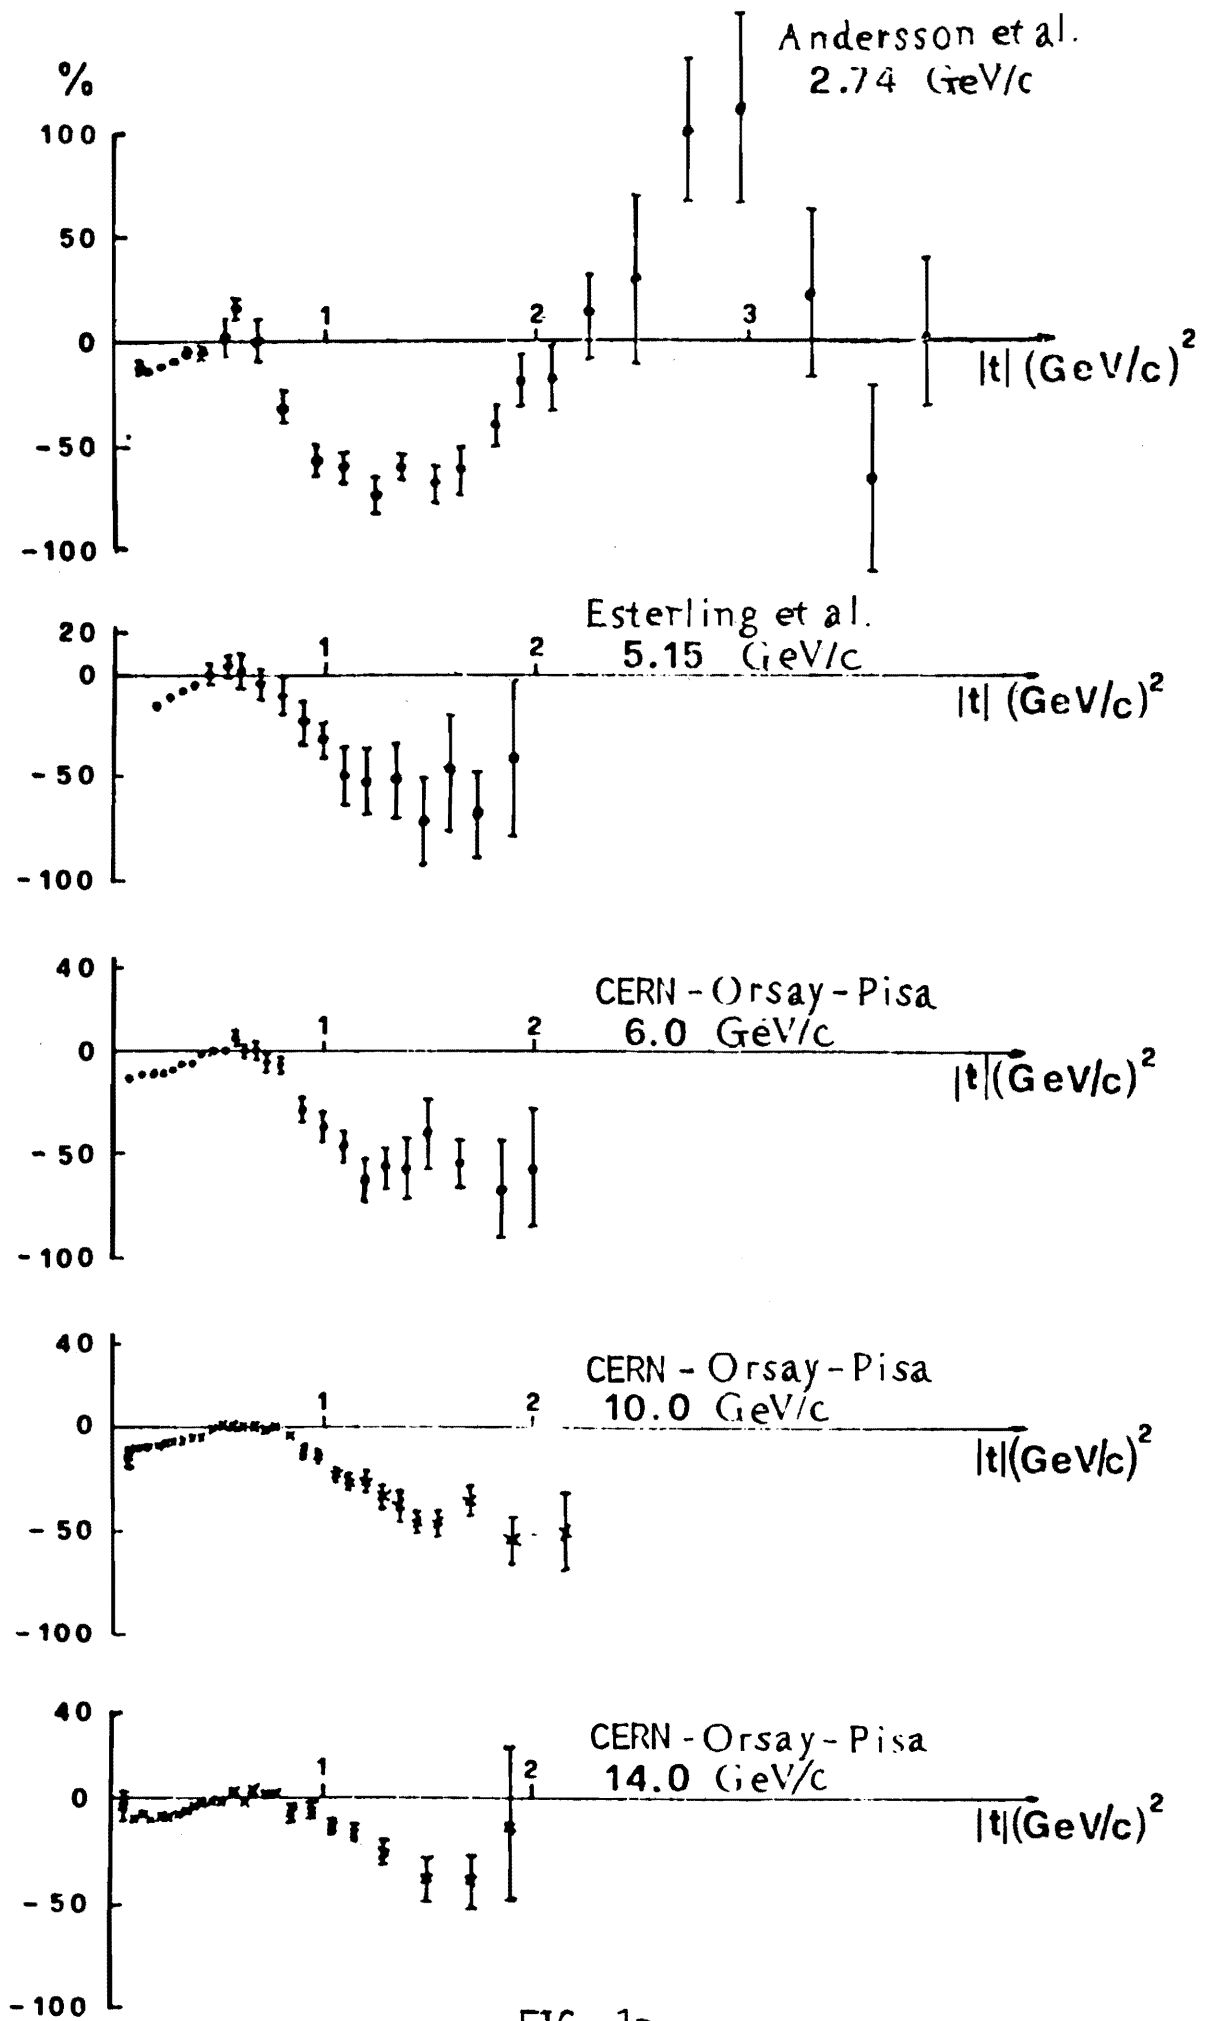 Andersson et al.
2.74 GeV/c
%
100
50
0
-50
-100
1
2
3
|t| (GeV/c)²
Esterling et al.
5.15 GeV/c
20
0
-50
-100
1
2
|t| (GeV/c)²
CERN - Orsay - Pisa
6.0 GeV/c
40
0
-50
-100
1
2
|t|(GeV/c)²
CERN - Orsay - Pisa
10.0 GeV/c
40
0
-50
-100
1
2
|t|(GeV/c)²
CERN - Orsay - Pisa
14.0 GeV/c
40
0
-50
-100
1
2
|t|(GeV/c)²